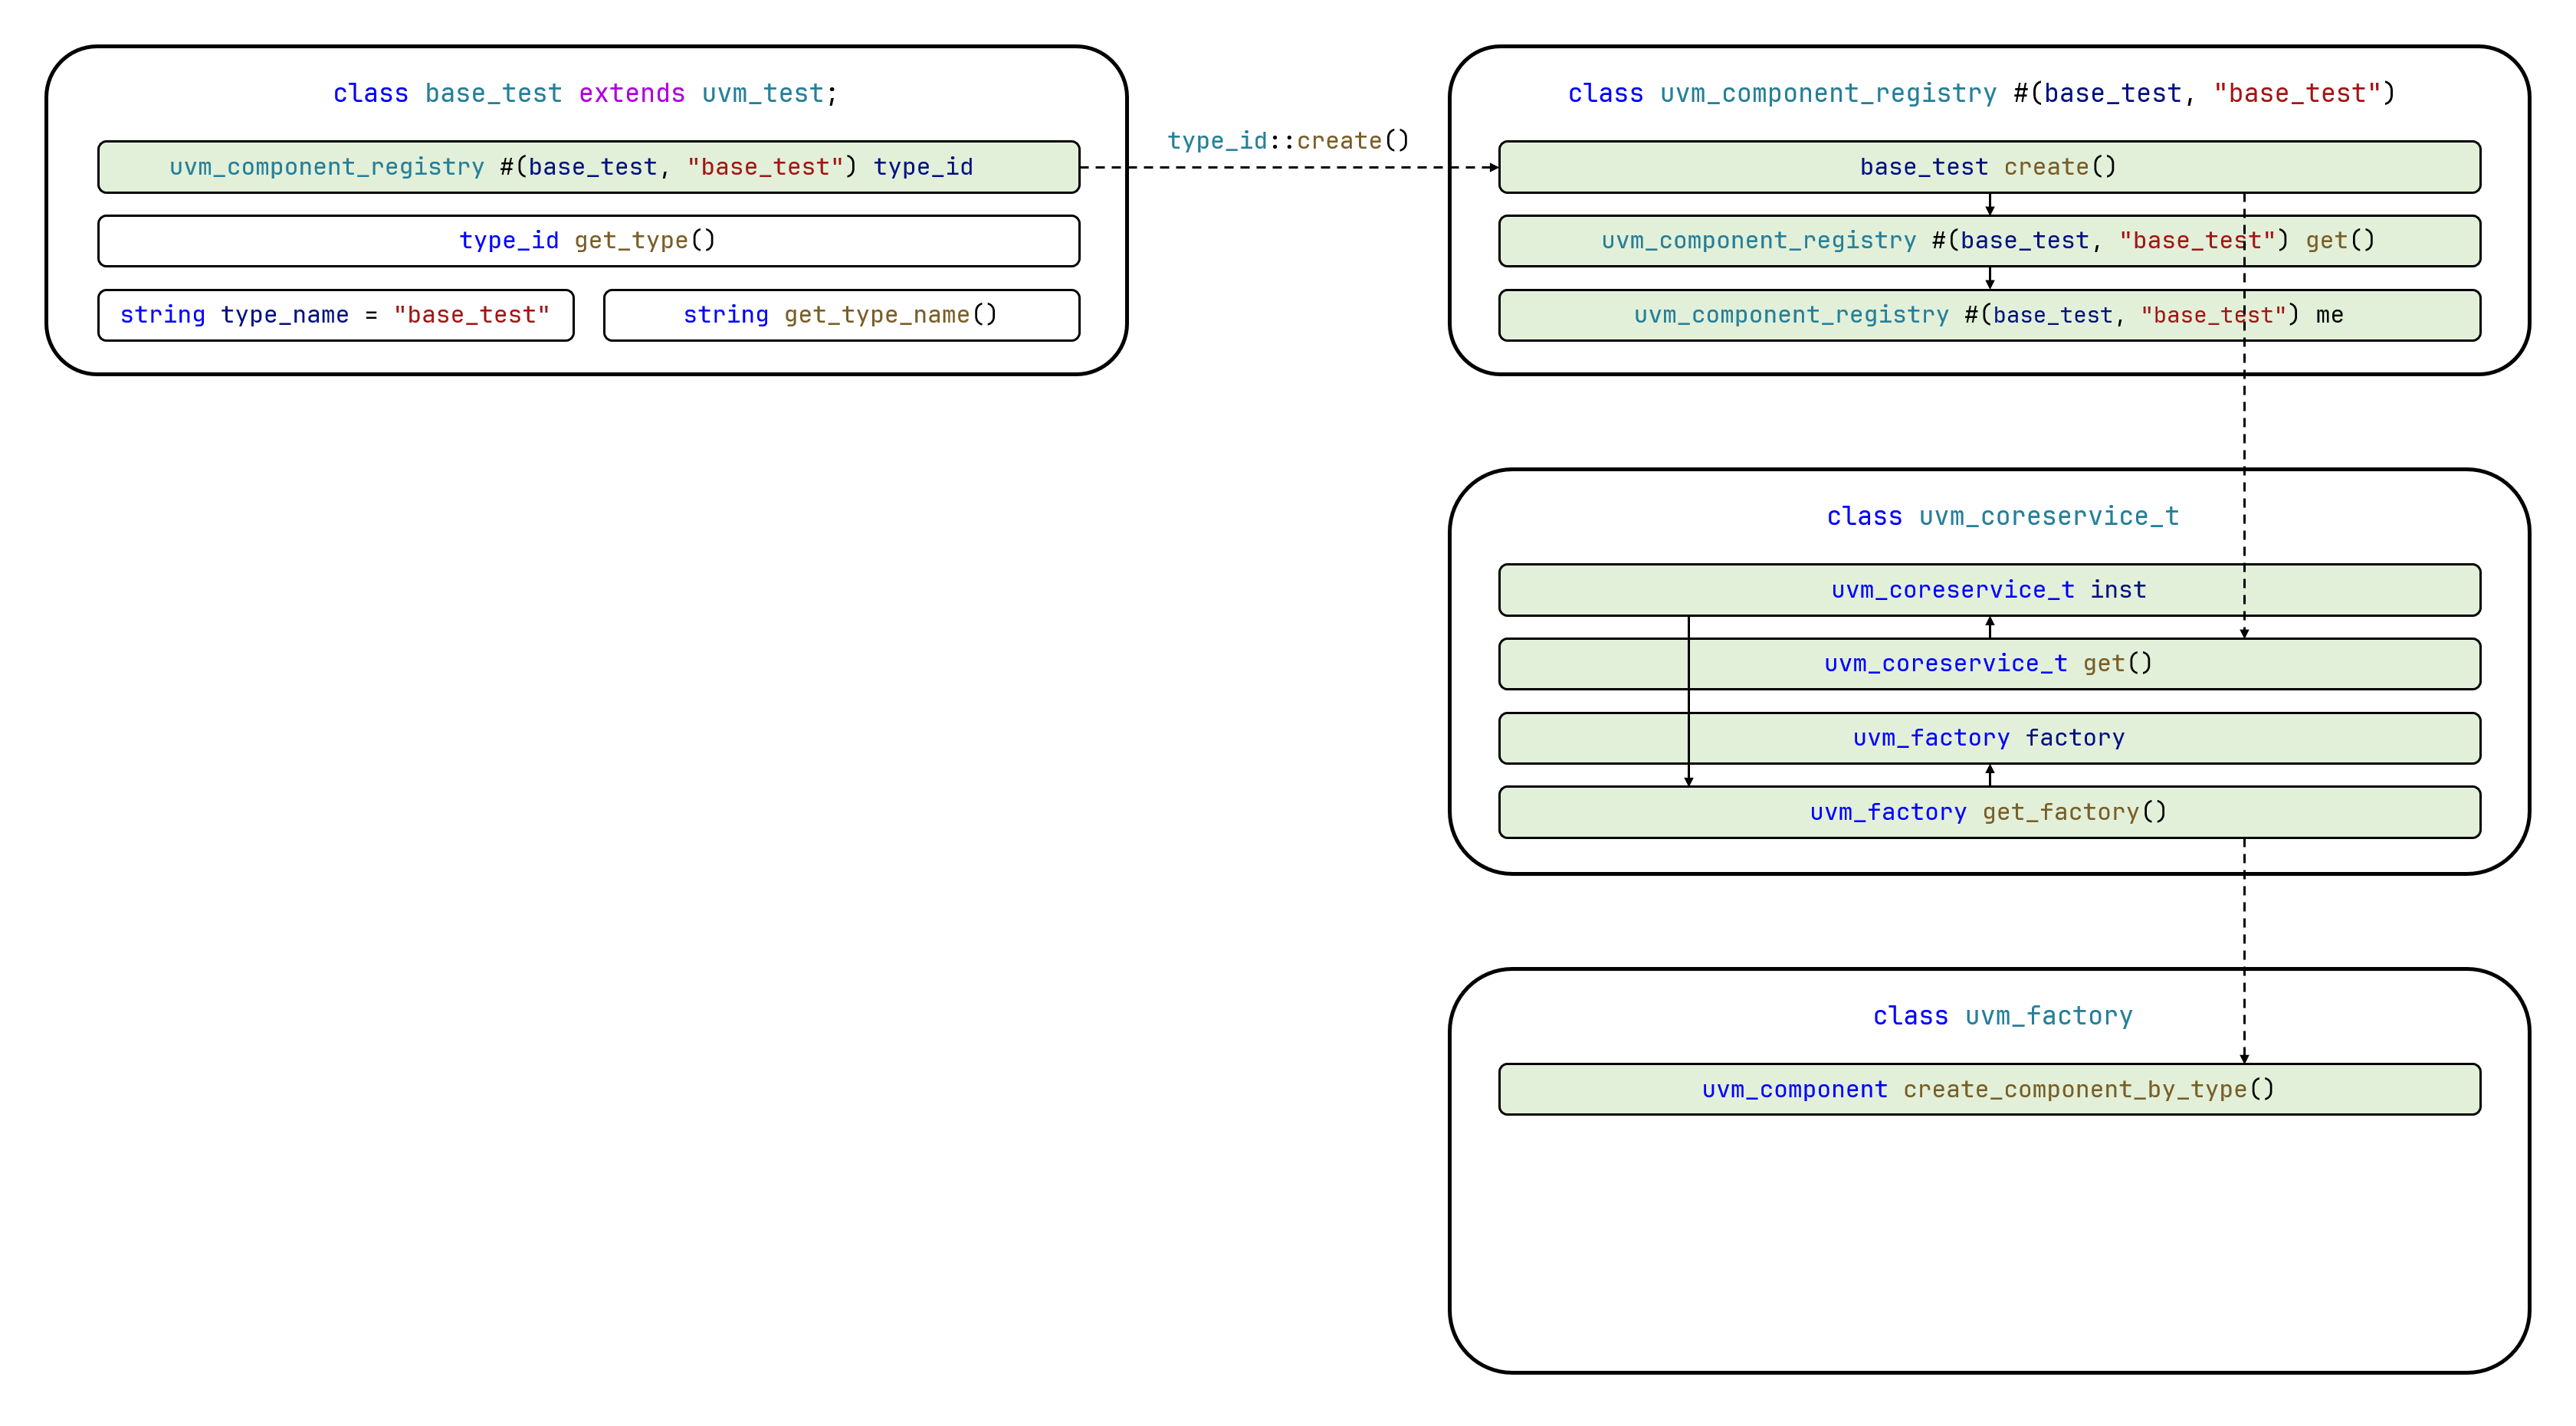 class base_test extends uvm_test;
uvm_component_registry #(base_test, "base_test") type_id
type_id get_type()
string type_name = "base_test"
string get_type_name()
type_id::create()
class uvm_component_registry #(base_test, "base_test")
base_test create()
uvm_component_registry #(base_test, "base_test") get()
uvm_component_registry #(base_test, "base_test") me
class uvm_coreservice_t
uvm_coreservice_t inst
uvm_coreservice_t get()
uvm_factory factory
uvm_factory get_factory()
class uvm_factory
uvm_component create_component_by_type()